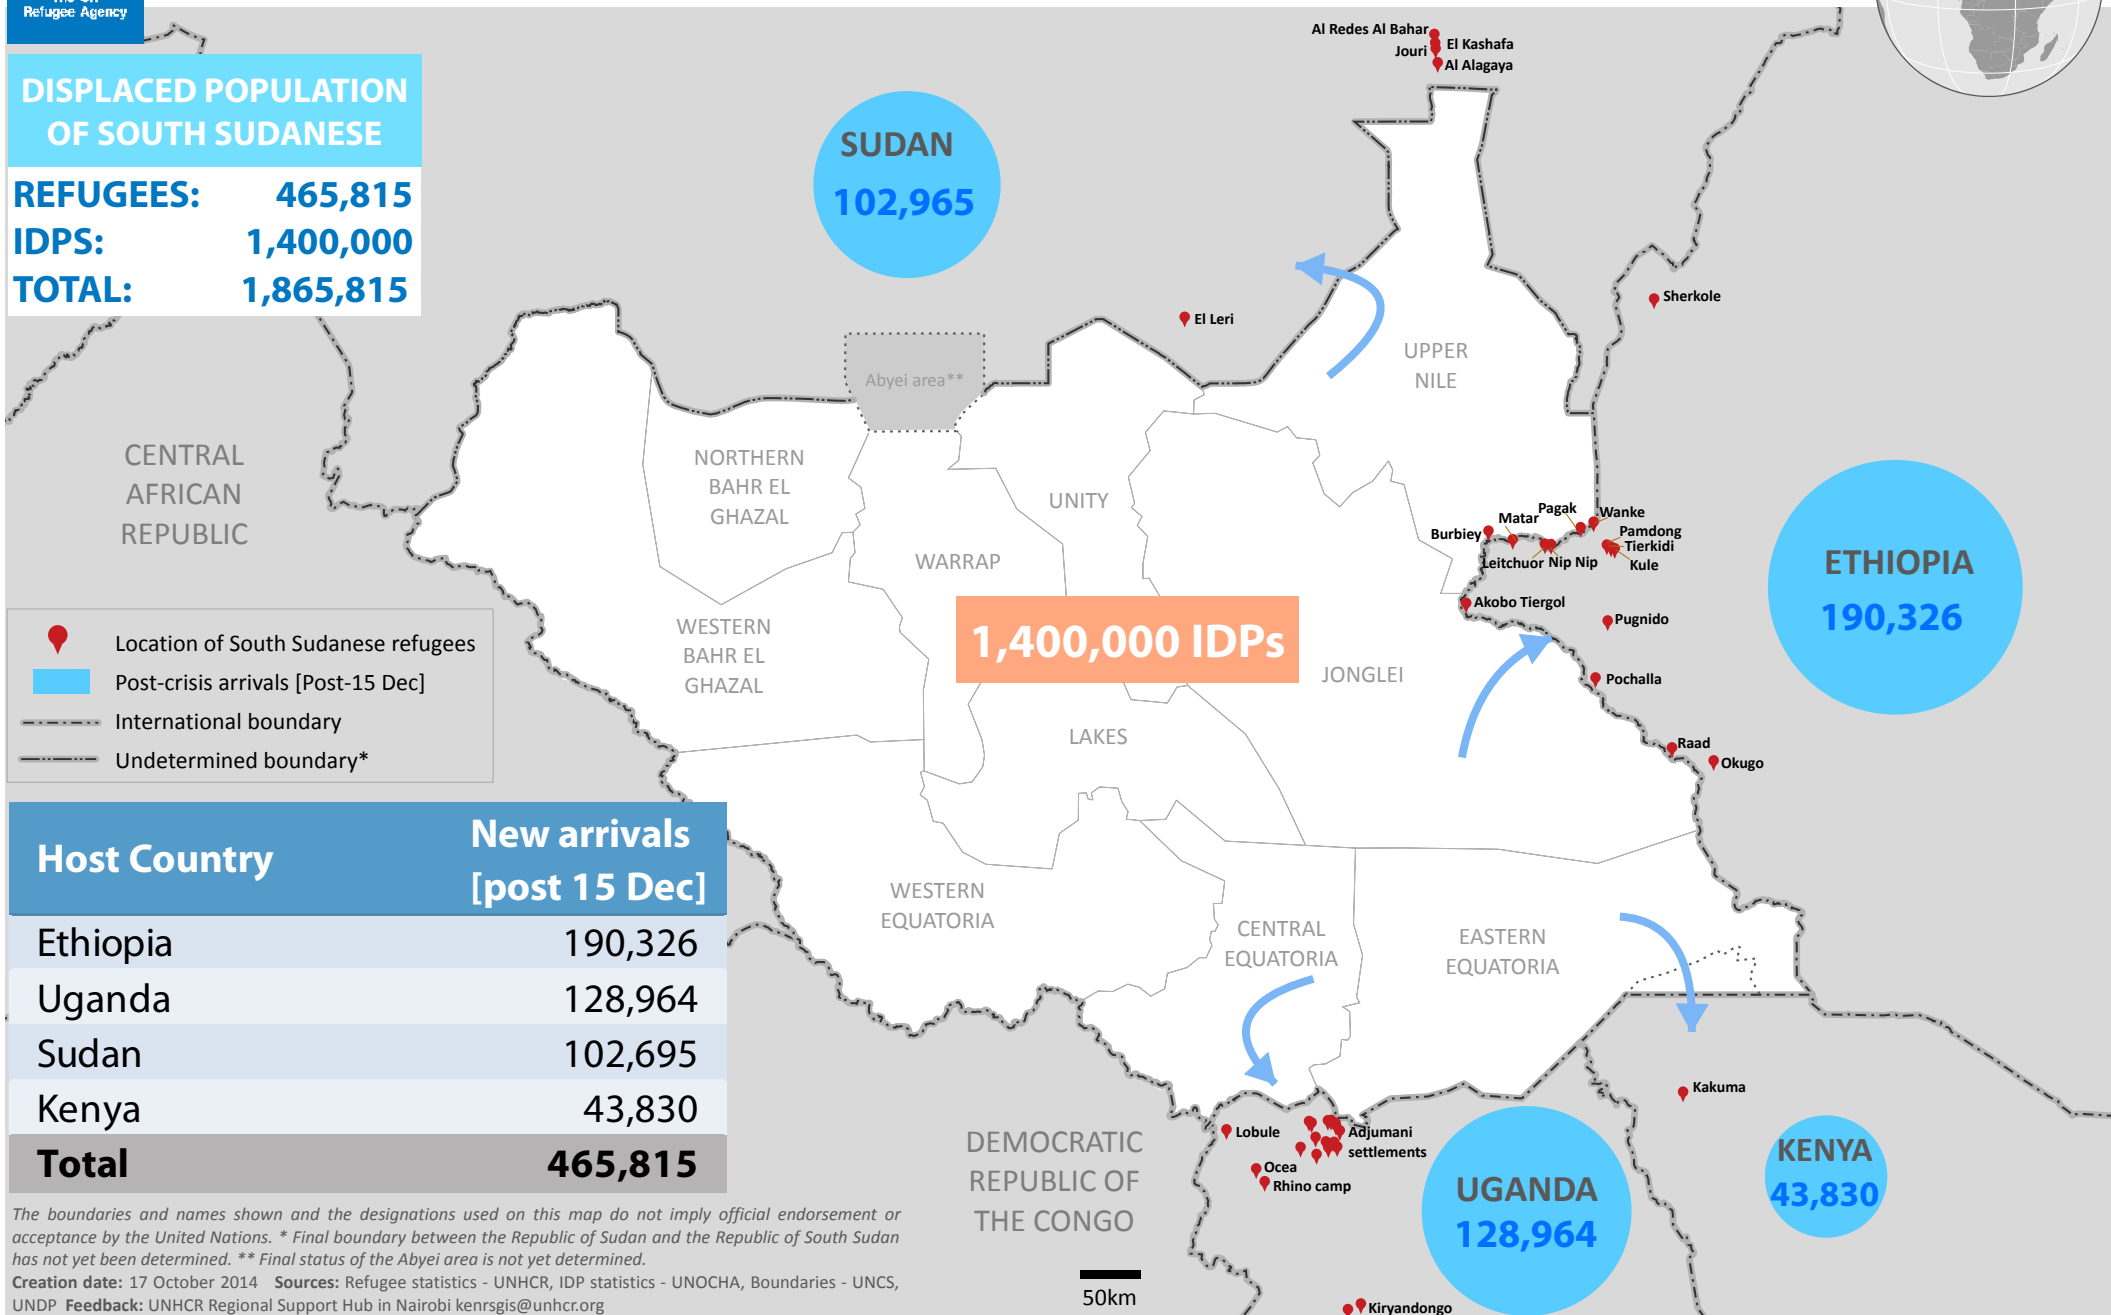 Refugee Agency
DISPLACED POPULATION
OF SOUTH SUDANESE
REFUGEES: 465,815
IDPS: 1,400,000
TOTAL: 1,865,815
SUDAN
102,965
Al Redes Al Bahar
El Kashafa
Jouri
Al Alagaya
Sherkole
El Leri
UPPER
NILE
Abyei area**
CENTRAL
AFRICAN
REPUBLIC
NORTHERN
BAHR EL
GHAZAL
UNITY
WARRAP
WESTERN
BAHR EL
GHAZAL
1,400,000 IDPs
JONGLEI
LAKES
Pagak
Wanke
Matar
Burbiey
Pamdong
Tierkidi
Leitchuor Nip Nip
Kule
Akobo Tiergol
Pugnido
Pochalla
Raad
Okugo
ETHIOPIA
190,326
Location of South Sudanese refugees
Post-crisis arrivals [Post-15 Dec]
International boundary
Undetermined boundary*
Host Country
New arrivals
[post 15 Dec]
Ethiopia 190,326
Uganda 128,964
Sudan 102,695
Kenya 43,830
Total 465,815
WESTERN
EQUATORIA
CENTRAL
EQUATORIA
EASTERN
EQUATORIA
Kakuma
Lobule
Adjumani
settlements
Ocea
Rhino camp
DEMOCRATIC
REPUBLIC OF
THE CONGO
UGANDA
128,964
KENYA
43,830
Kiryandongo
50km
The boundaries and names shown and the designations used on this map do not imply official endorsement or
acceptance by the United Nations. * Final boundary between the Republic of Sudan and the Republic of South Sudan
has not yet been determined. ** Final status of the Abyei area is not yet determined.
Creation date: 17 October 2014 Sources: Refugee statistics - UNHCR, IDP statistics - UNOCHA, Boundaries - UNCS,
UNDP Feedback: UNHCR Regional Support Hub in Nairobi kenrsgis@unhcr.org